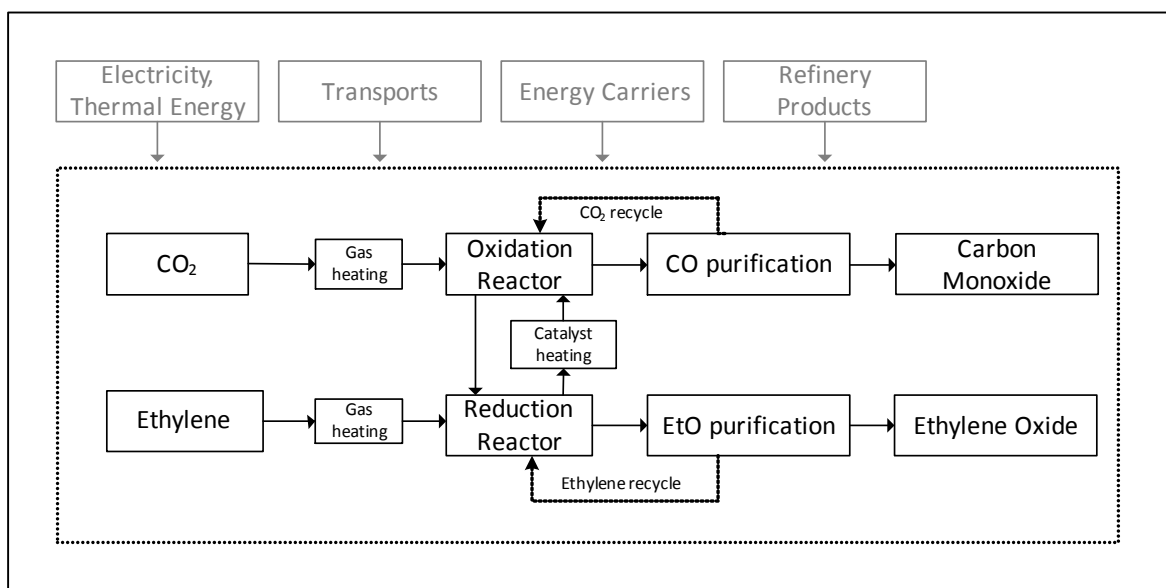 Electricity,
Thermal Energy
Transports
Energy Carriers
Refinery
Products
CO₂ recycle
CO₂
Gas
heating
Oxidation
Reactor
CO purification
Carbon
Monoxide
Catalyst
heating
Ethylene
Gas
heating
Reduction
Reactor
EtO purification
Ethylene Oxide
Ethylene recycle